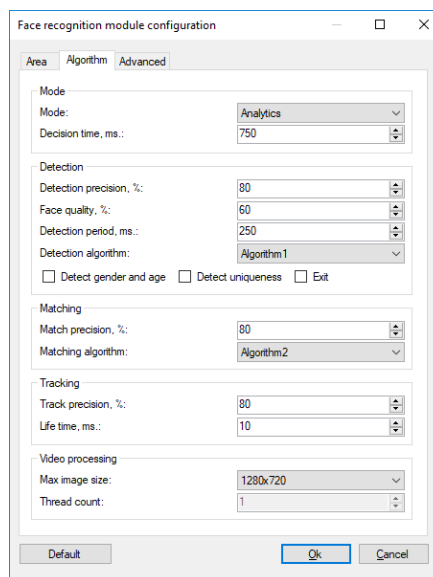 Face recognition module configuration
Area Algorithm Advanced
Mode
Mode: Analytics
Decision time, ms.: 750
Detection
Detection precision, %: 80
Face quality, %: 60
Detection period, ms.: 250
Detection algorithm: Algorithm1
Detect gender and age Detect uniqueness Exit
Matching
Match precision, %: 80
Matching algorithm: Algorithm2
Tracking
Track precision, %: 80
Life time, ms.: 10
Video processing
Max image size: 1280x720
Thread count: 1
Default Ok Cancel